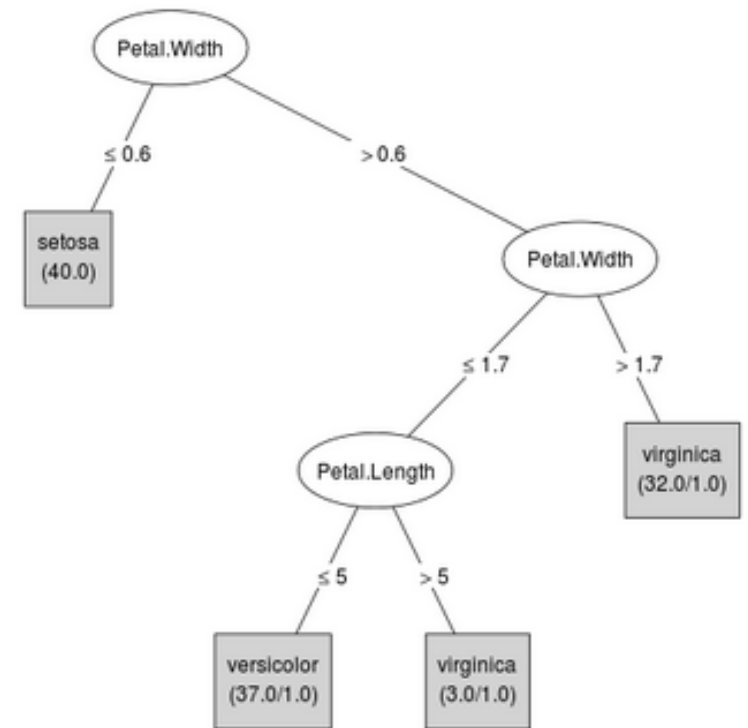 Petal.Width
≤ 0.6
> 0.6
setosa
(40.0)
Petal.Width
≤ 1.7
> 1.7
Petal.Length
virginica
(32.0/1.0)
≤ 5
> 5
versicolor
(37.0/1.0)
virginica
(3.0/1.0)